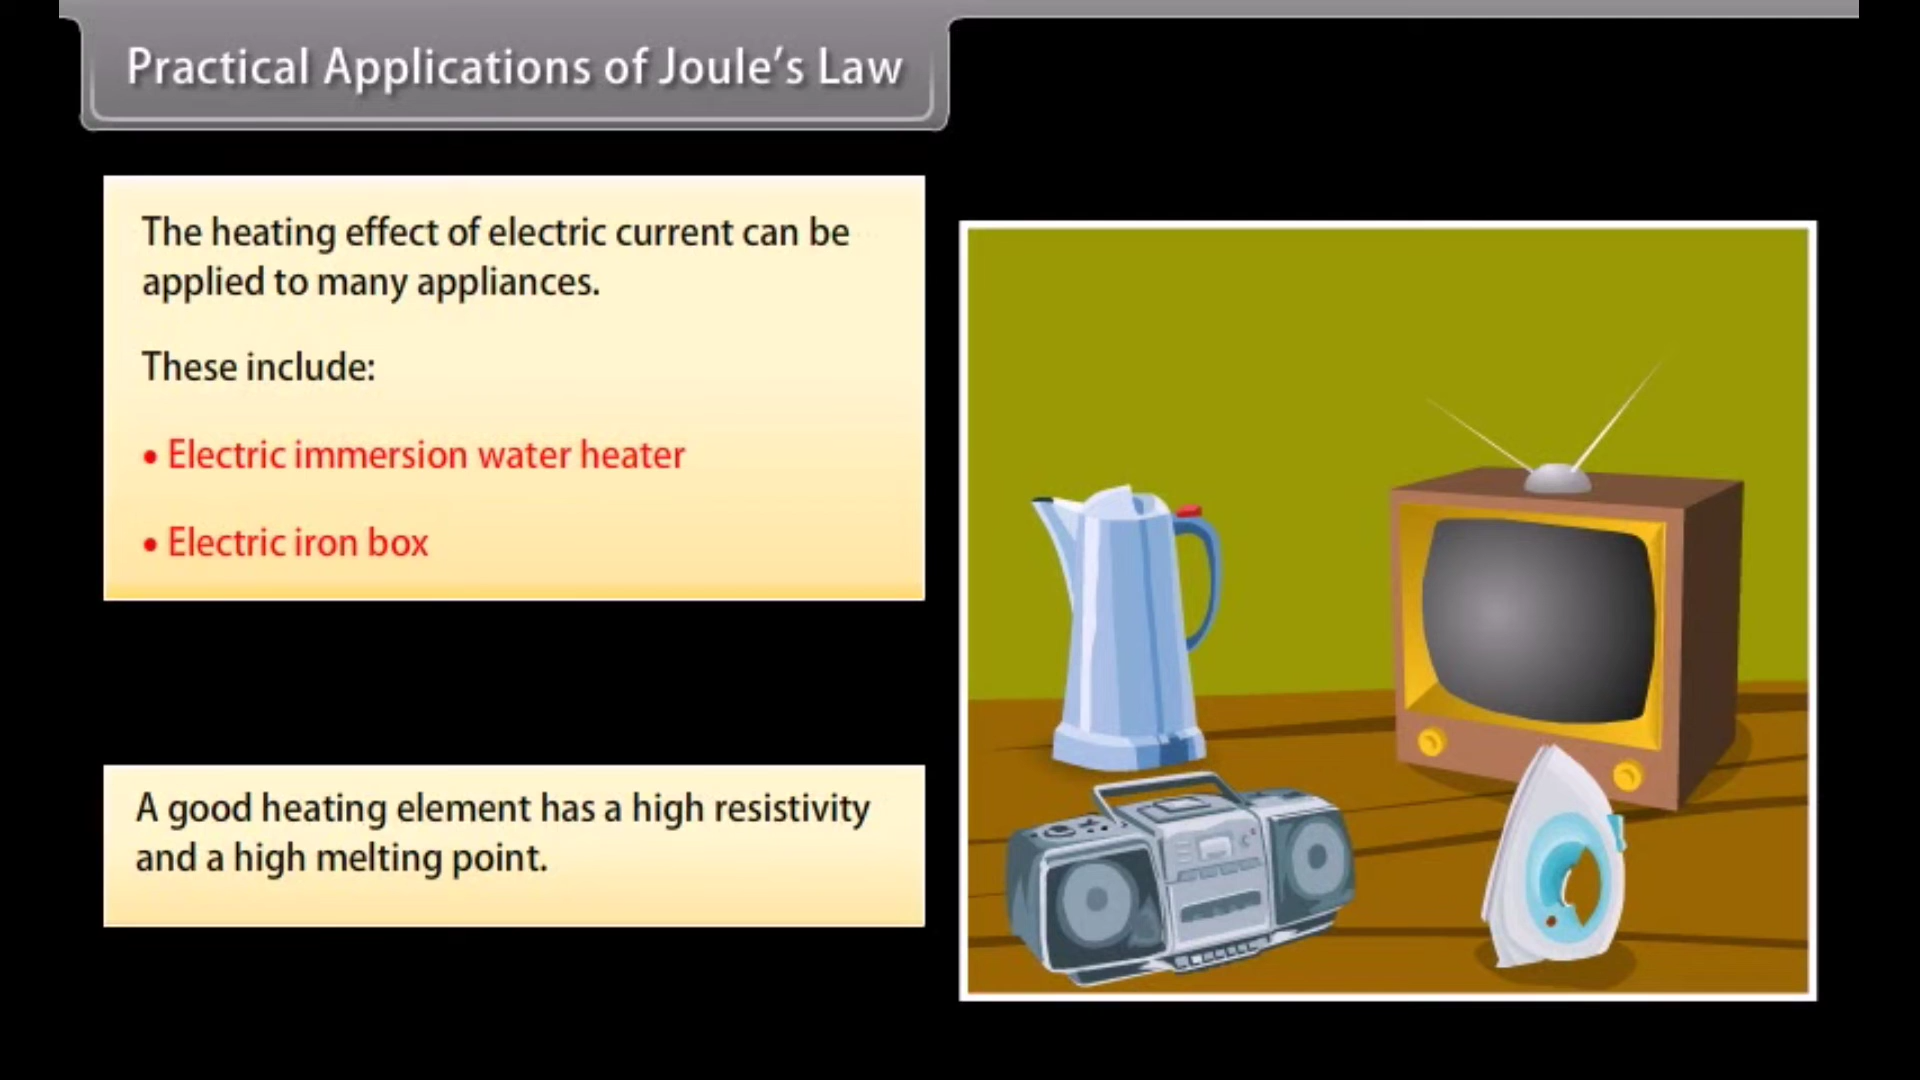 Practical Applications of Joule’s Law
The heating effect of electric current can be
applied to many appliances.
These include:
• Electric immersion water heater
• Electric iron box
A good heating element has a high resistivity
and a high melting point.